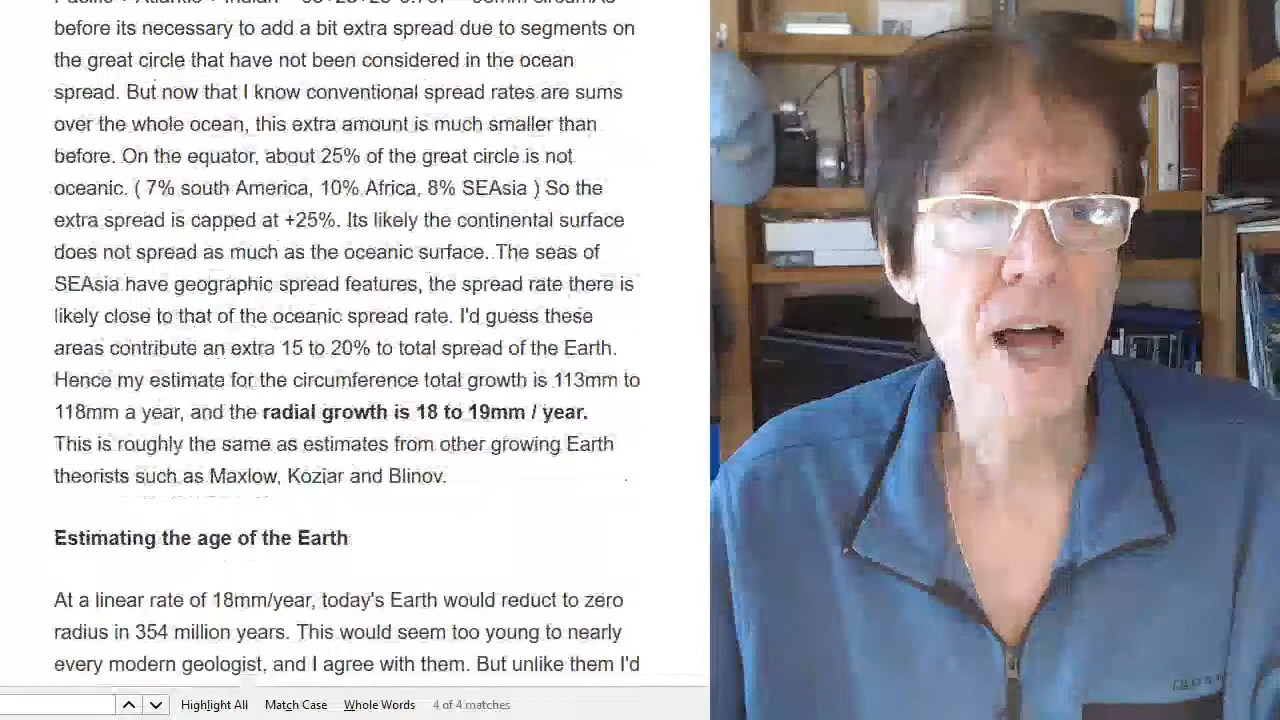 before its necessary to add a bit extra spread due to segments on
the great circle that have not been considered in the ocean
spread. But now that I know conventional spread rates are sums
over the whole ocean, this extra amount is much smaller than
before. On the equator, about 25% of the great circle is not
oceanic. ( 7% south America, 10% Africa, 8% SEAsia ) So the
extra spread is capped at +25%. Its likely the continental surface
does not spread as much as the oceanic surface. The seas of
SEAsia have geographic spread features, the spread rate there is
likely close to that of the oceanic spread rate. I'd guess these
areas contribute an extra 15 to 20% to total spread of the Earth.
Hence my estimate for the circumference total growth is 113mm to
118mm a year, and the radial growth is 18 to 19mm / year.
This is roughly the same as estimates from other growing Earth
theorists such as Maxlow, Koziar and Blinov.
Estimating the age of the Earth
At a linear rate of 18mm/year, today's Earth would reduct to zero
radius in 354 million years. This would seem too young to nearly
every modern geologist, and I agree with them. But unlike them I'd
Highlight All Match Case Whole Words 4 of 4 matches